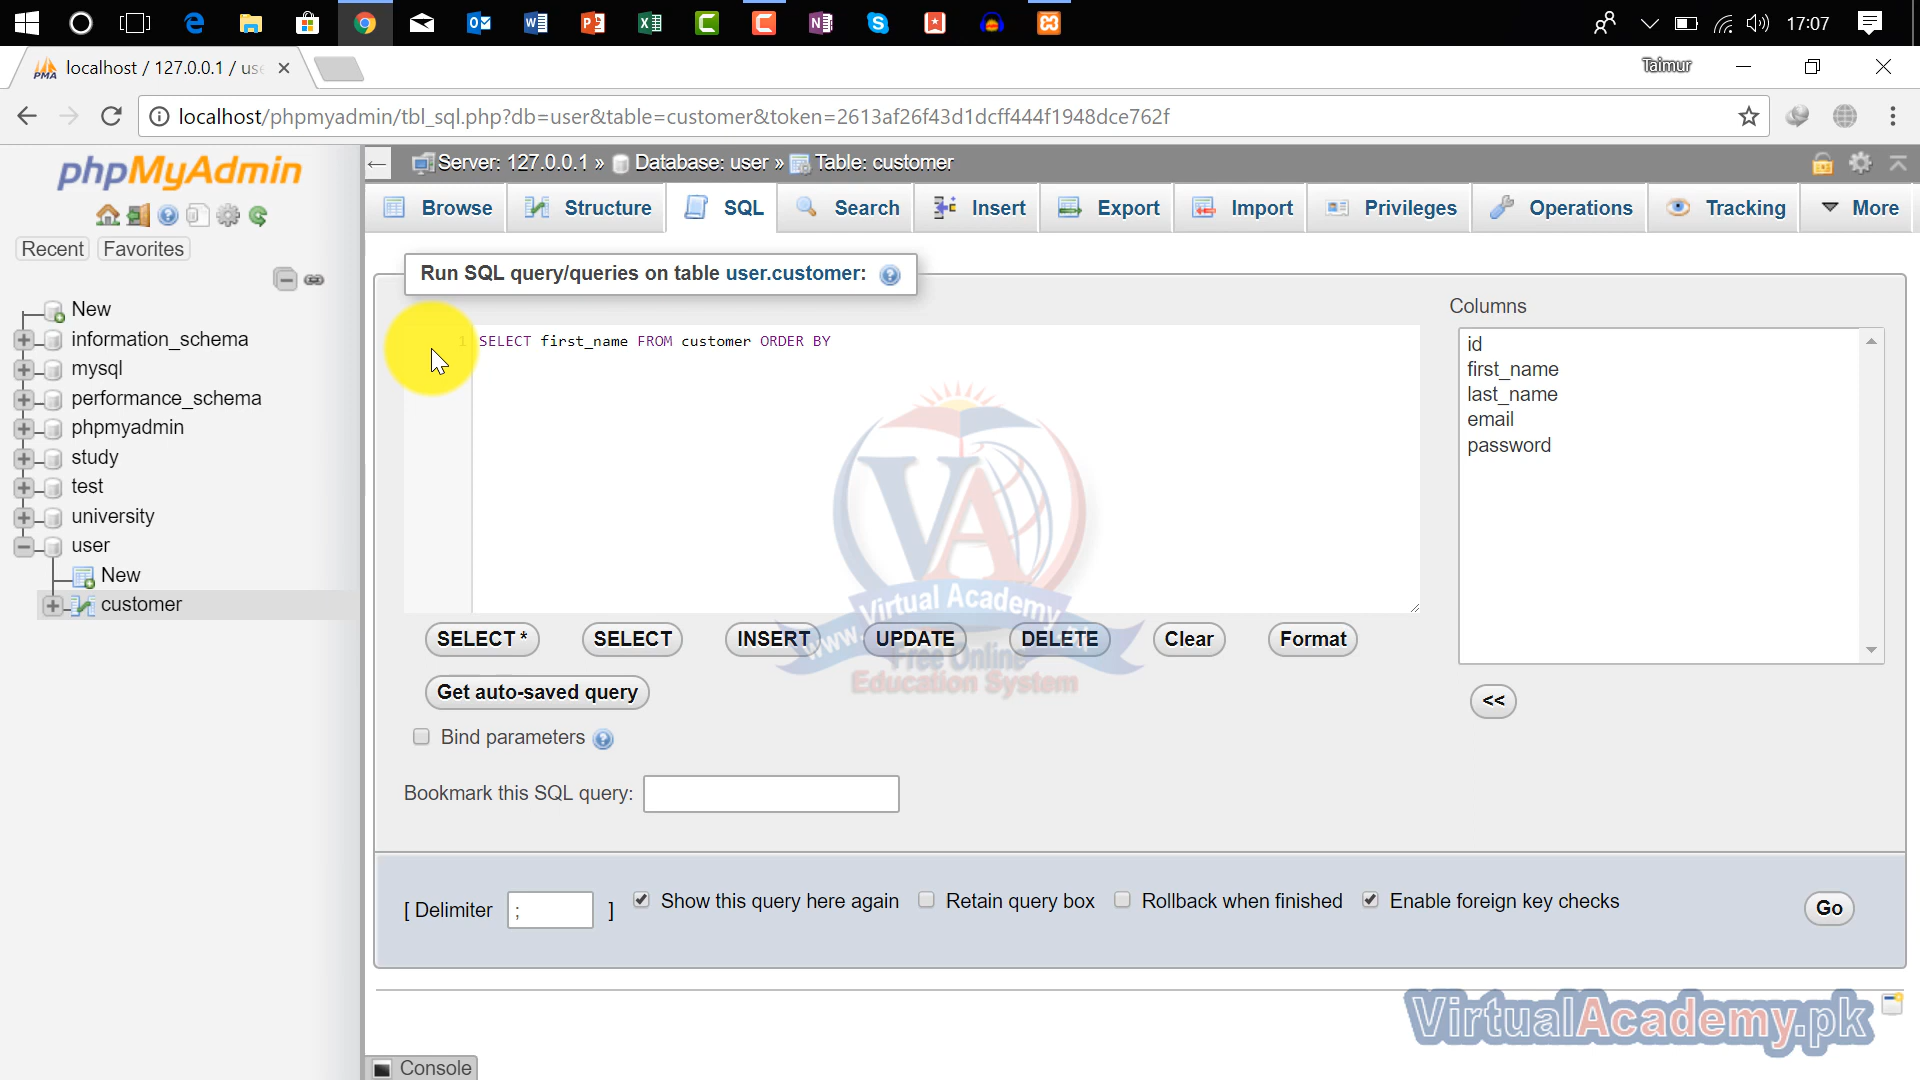 17:07
localhost / 127.0.0.1 / use
Taimur
localhost/phpmyadmin/tbl_sql.php?db=user&table=customer&token=2613af26f43d1dcff444f1948dce762f
phpMyAdmin
Server: 127.0.0.1 » Database: user » Table: customer
Browse Structure SQL Search Insert Export Import Privileges Operations Tracking More
Recent Favorites
New
information_schema
mysql
performance_schema
phpmyadmin
study
test
university
user
New
customer
Run SQL query/queries on table user.customer:
1 SELECT first_name FROM customer ORDER BY
Columns
id
first_name
last_name
email
password
VA
www.VirtualAcademy.pk
Free Online
Education System
SELECT * SELECT INSERT UPDATE DELETE Clear Format
Get auto-saved query
<<
Bind parameters
Bookmark this SQL query:
[ Delimiter ; ] Show this query here again Retain query box Rollback when finished Enable foreign key checks
Go
VirtualAcademy.pk
Console